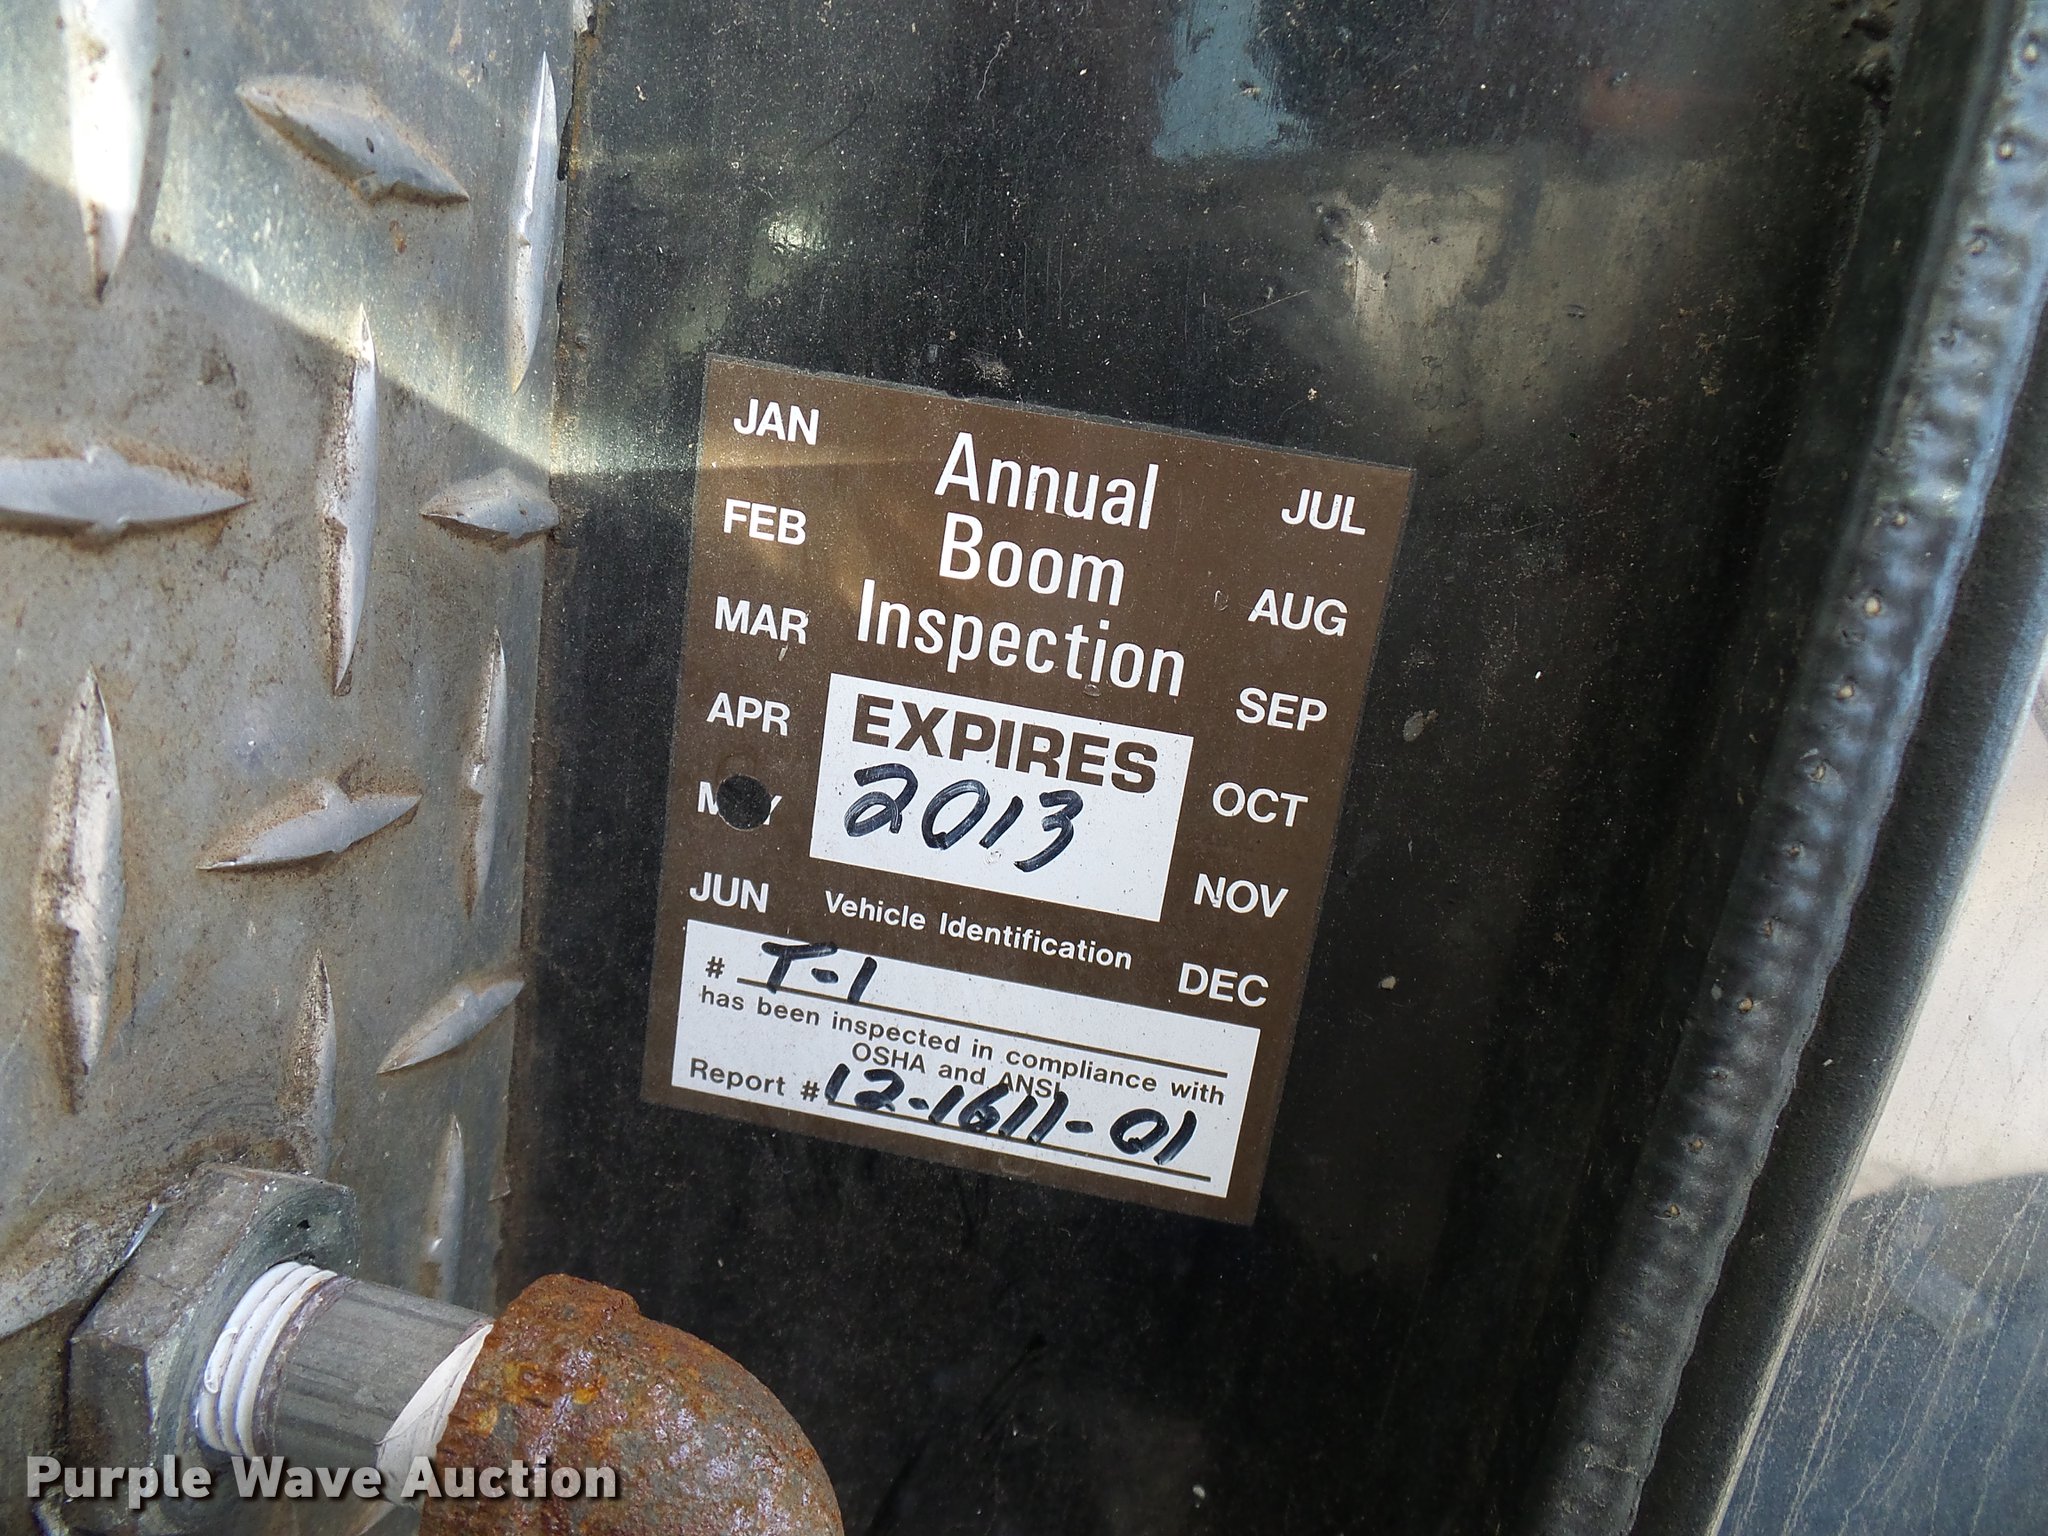 JAN
FEB
MAR
APR
JUN
Annual
Boom
Inspection
EXPIRES
2013
JUL
AUG
SEP
OCT
NOV
DEC
Vehicle Identification
# T-1
has been inspected in compliance with
OSHA and ANSI
Report # 12-1611-01
Purple Wave Auction